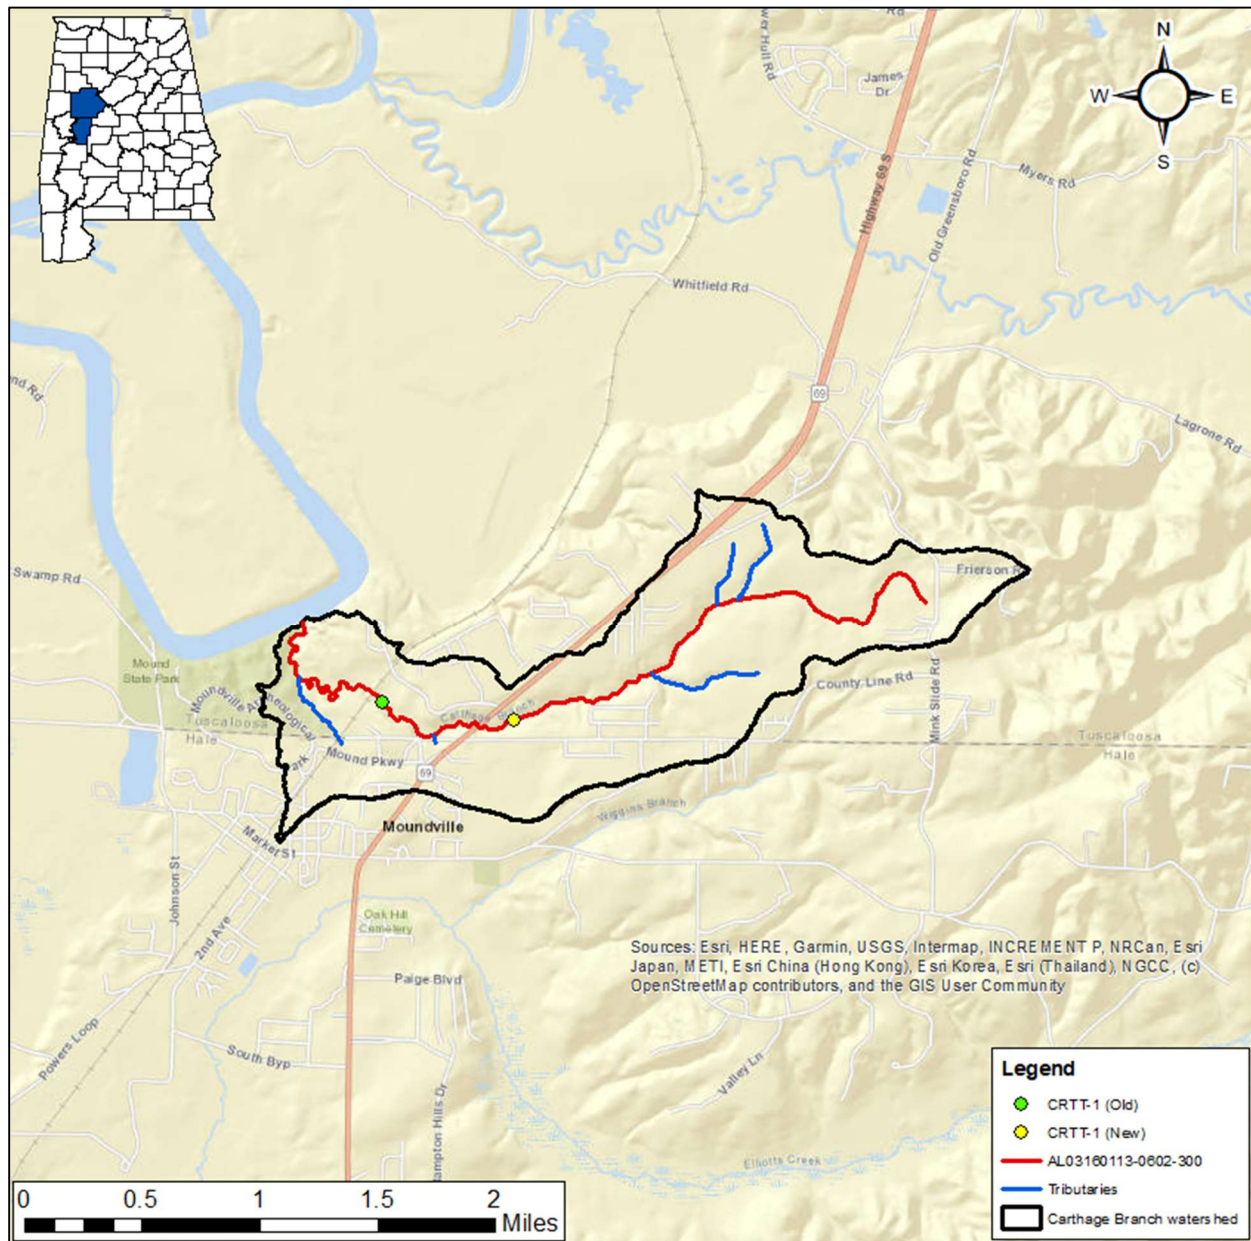 N
W
E
S
Rd
James
Dr
Myers Rd
Highway 69 S
Old Greensboro Rd
Whitfield Rd
69
Lagrone Rd
Swamp Rd
Frierson R
Mound
State Park
Moundville
Tuscaloosa
Hale
Carthage Branch
County Line Rd
Mink Slide Rd
Tuscaloosa
Hale
Mound Pkwy
69
Wiggins Branch
Moundville
Market St
Johnson St
2nd Ave
Oak Hill
Cemetery
Paige Blvd
Powers Loop
South Byp
Valley Ln
Elliotts Creek
Sources: Esri, HERE, Garmin, USGS, Intermap, INCREMENT P, NRCan, Esri
Japan, METI, Esri China (Hong Kong), Esri Korea, Esri (Thailand), NGCC, (c)
OpenStreetMap contributors, and the GIS User Community
Legend
CRTT-1 (Old)
CRTT-1 (New)
AL03160113-0602-300
Tributaries
Carthage Branch watershed
0 0.5 1 1.5 2
Miles